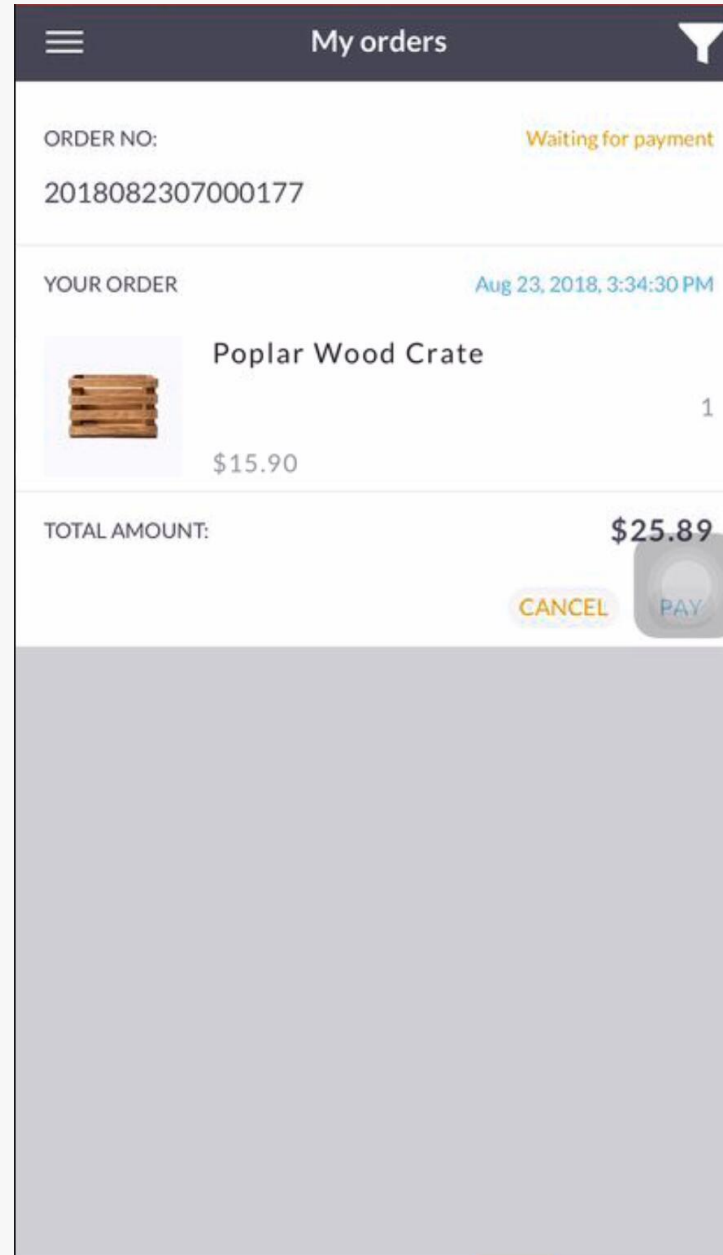 My orders
ORDER NO:
Waiting for payment
2018082307000177
YOUR ORDER
Aug 23, 2018, 3:34:30 PM
Poplar Wood Crate
1
$15.90
TOTAL AMOUNT:
$25.89
CANCEL
PAY